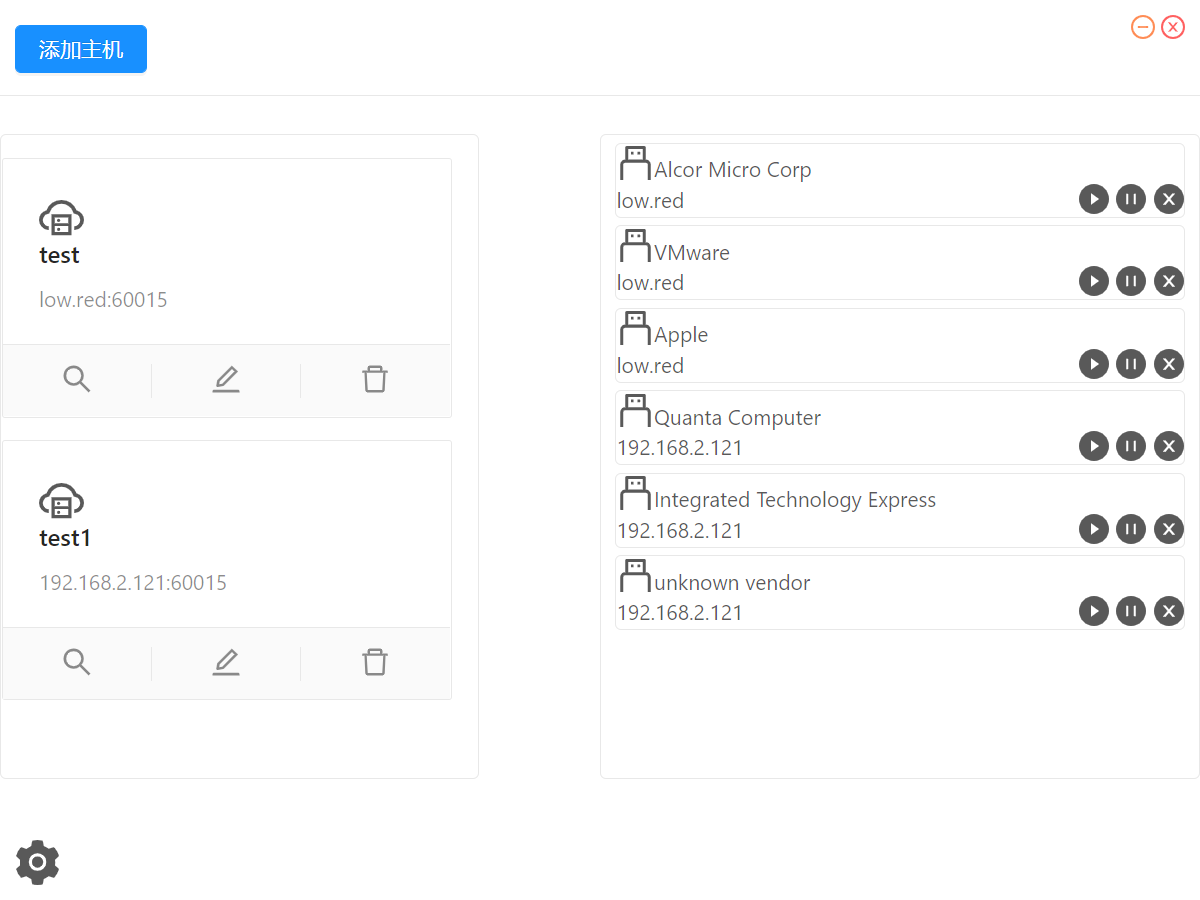 添加主机
test
low.red:60015
test1
192.168.2.121:60015
Alcor Micro Corp
low.red
VMware
low.red
Apple
low.red
Quanta Computer
192.168.2.121
Integrated Technology Express
192.168.2.121
unknown vendor
192.168.2.121